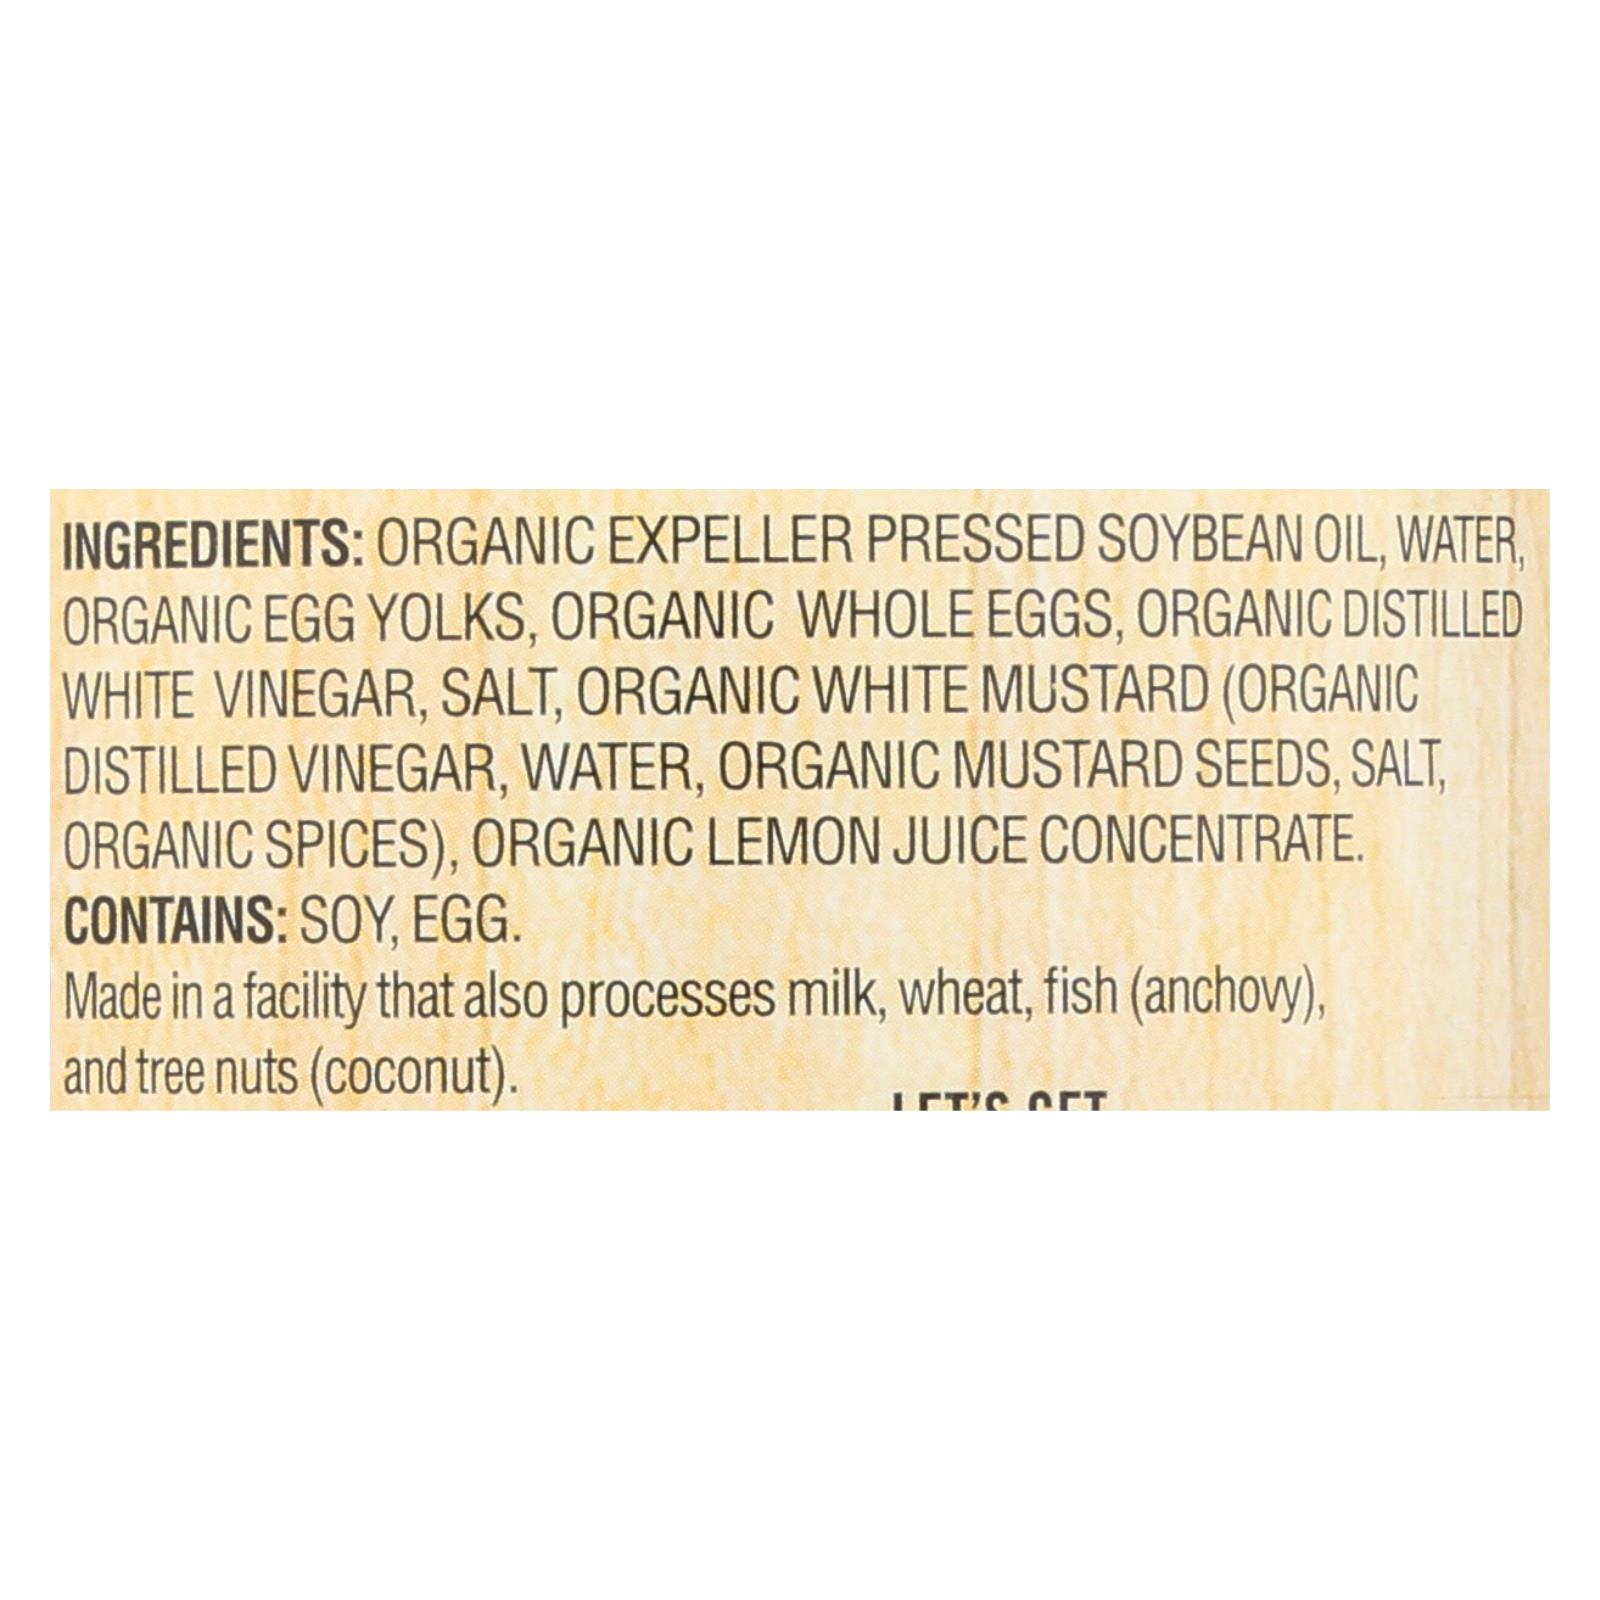 INGREDIENTS: ORGANIC EXPELLER PRESSED SOYBEAN OIL, WATER,
ORGANIC EGG YOLKS, ORGANIC WHOLE EGGS, ORGANIC DISTILLED
WHITE VINEGAR, SALT, ORGANIC WHITE MUSTARD (ORGANIC
DISTILLED VINEGAR, WATER, ORGANIC MUSTARD SEEDS, SALT,
ORGANIC SPICES), ORGANIC LEMON JUICE CONCENTRATE.
CONTAINS: SOY, EGG.
Made in a facility that also processes milk, wheat, fish (anchovy),
and tree nuts (coconut).